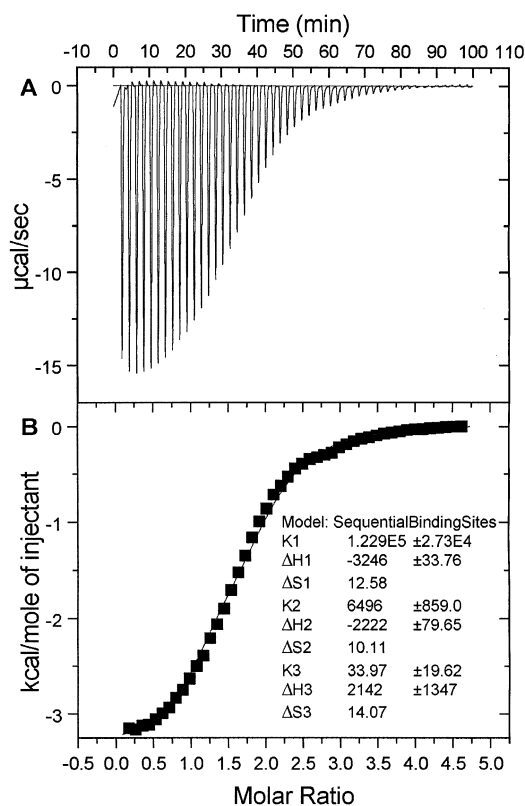 Time (min)
-10 0 10 20 30 40 50 60 70 80 90 100 110
A
0
-5
-10
-15
µcal/sec
B
0
-1
-2
-3
kcal/mole of injectant
Model: SequentialBindingSites
K1 1.229E5 ±2.73E4
ΔH1 -3246 ±33.76
ΔS1 12.58
K2 6496 ±859.0
ΔH2 -2222 ±79.65
ΔS2 10.11
K3 33.97 ±19.62
ΔH3 2142 ±1347
ΔS3 14.07
-0.5 0.0 0.5 1.0 1.5 2.0 2.5 3.0 3.5 4.0 4.5 5.0
Molar Ratio